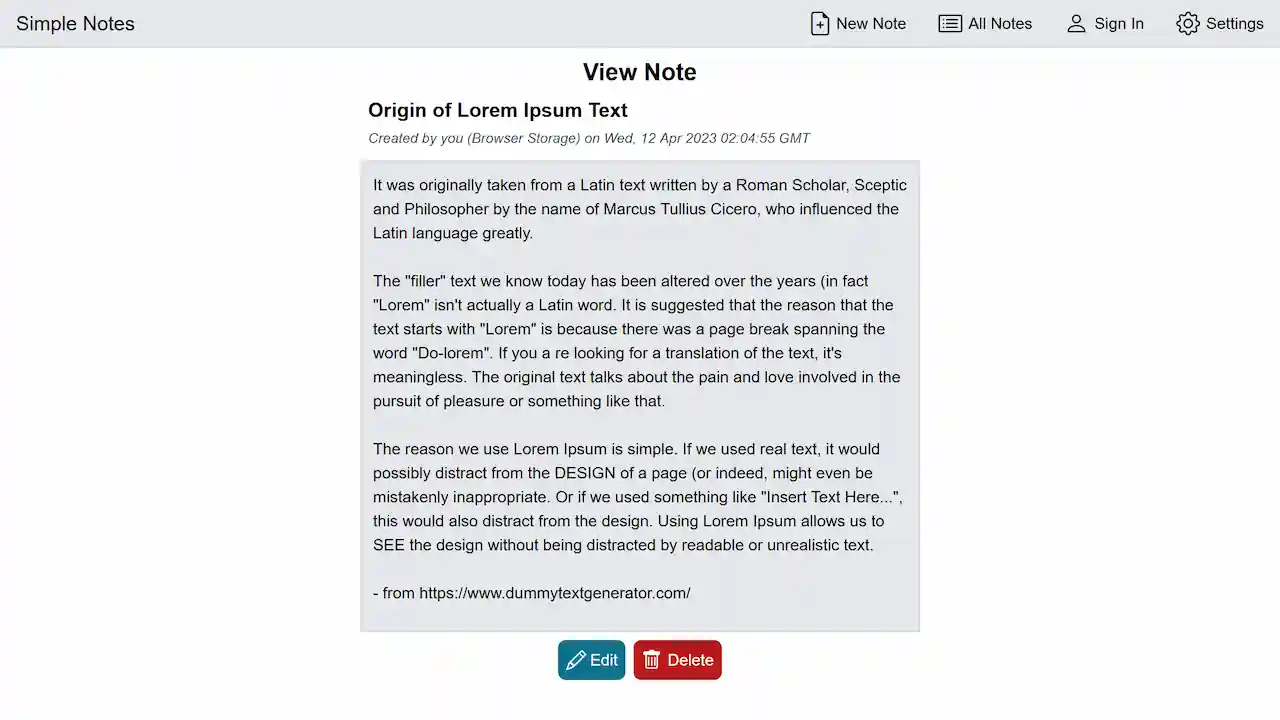 Simple Notes
New Note
All Notes
Sign In
Settings
View Note
Origin of Lorem Ipsum Text
Created by you (Browser Storage) on Wed, 12 Apr 2023 02:04:55 GMT
It was originally taken from a Latin text written by a Roman Scholar, Sceptic
and Philosopher by the name of Marcus Tullius Cicero, who influenced the
Latin language greatly.
The "filler" text we know today has been altered over the years (in fact
"Lorem" isn't actually a Latin word. It is suggested that the reason that the
text starts with "Lorem" is because there was a page break spanning the
word "Do-lorem". If you a re looking for a translation of the text, it's
meaningless. The original text talks about the pain and love involved in the
pursuit of pleasure or something like that.
The reason we use Lorem Ipsum is simple. If we used real text, it would
possibly distract from the DESIGN of a page (or indeed, might even be
mistakenly inappropriate. Or if we used something like "Insert Text Here...",
this would also distract from the design. Using Lorem Ipsum allows us to
SEE the design without being distracted by readable or unrealistic text.
- from https://www.dummytextgenerator.com/
Edit
Delete